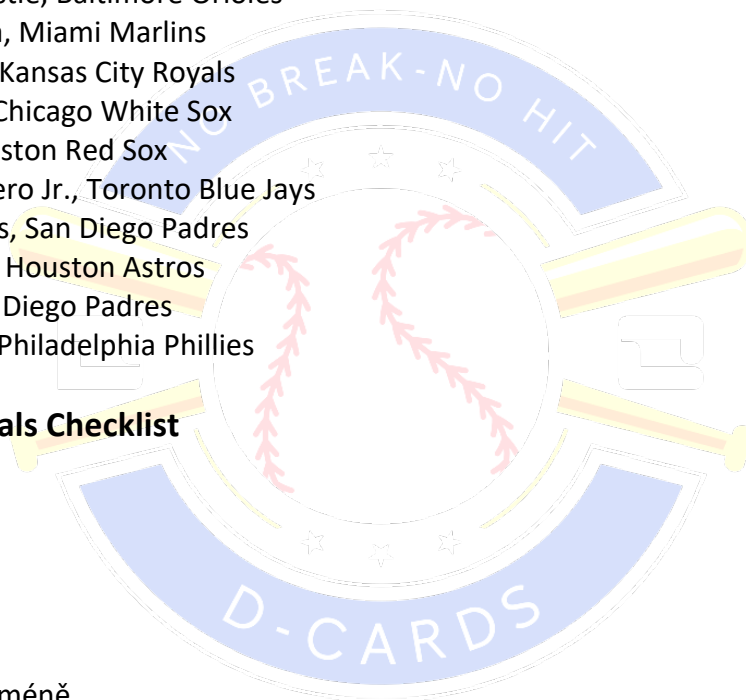 Baltimore Orioles
, Miami Marlins
Kansas City Royals
Chicago White Sox
ston Red Sox
ero Jr., Toronto Blue Jays
s, San Diego Padres
Houston Astros
Diego Padres
Philadelphia Phillies
als Checklist
NO BREAK-NO HIT
D-CARDS
méně